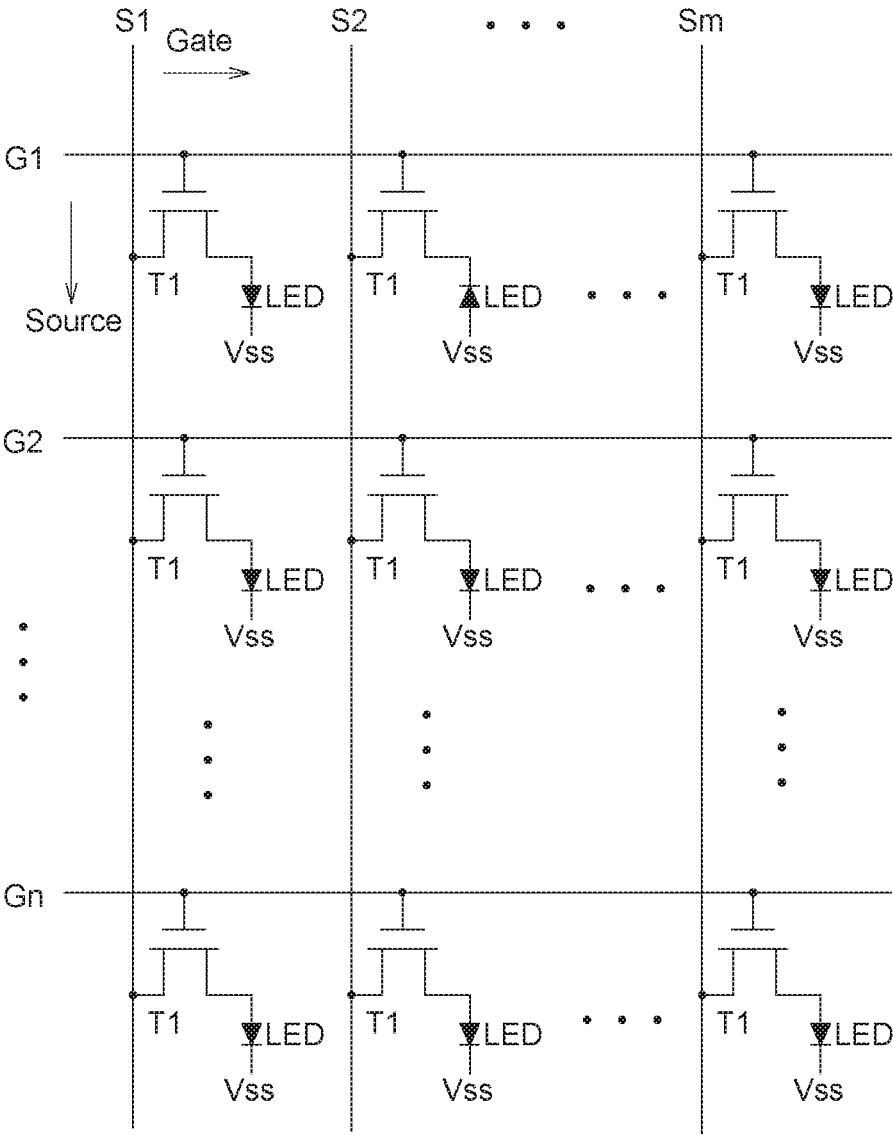 S1 S2 Sm
Gate
G1
T1 T1 T1
LED LED LED
Source
Vss Vss Vss
G2
T1 T1 T1
LED LED LED
Vss Vss Vss
Gn
T1 T1 T1
LED LED LED
Vss Vss Vss